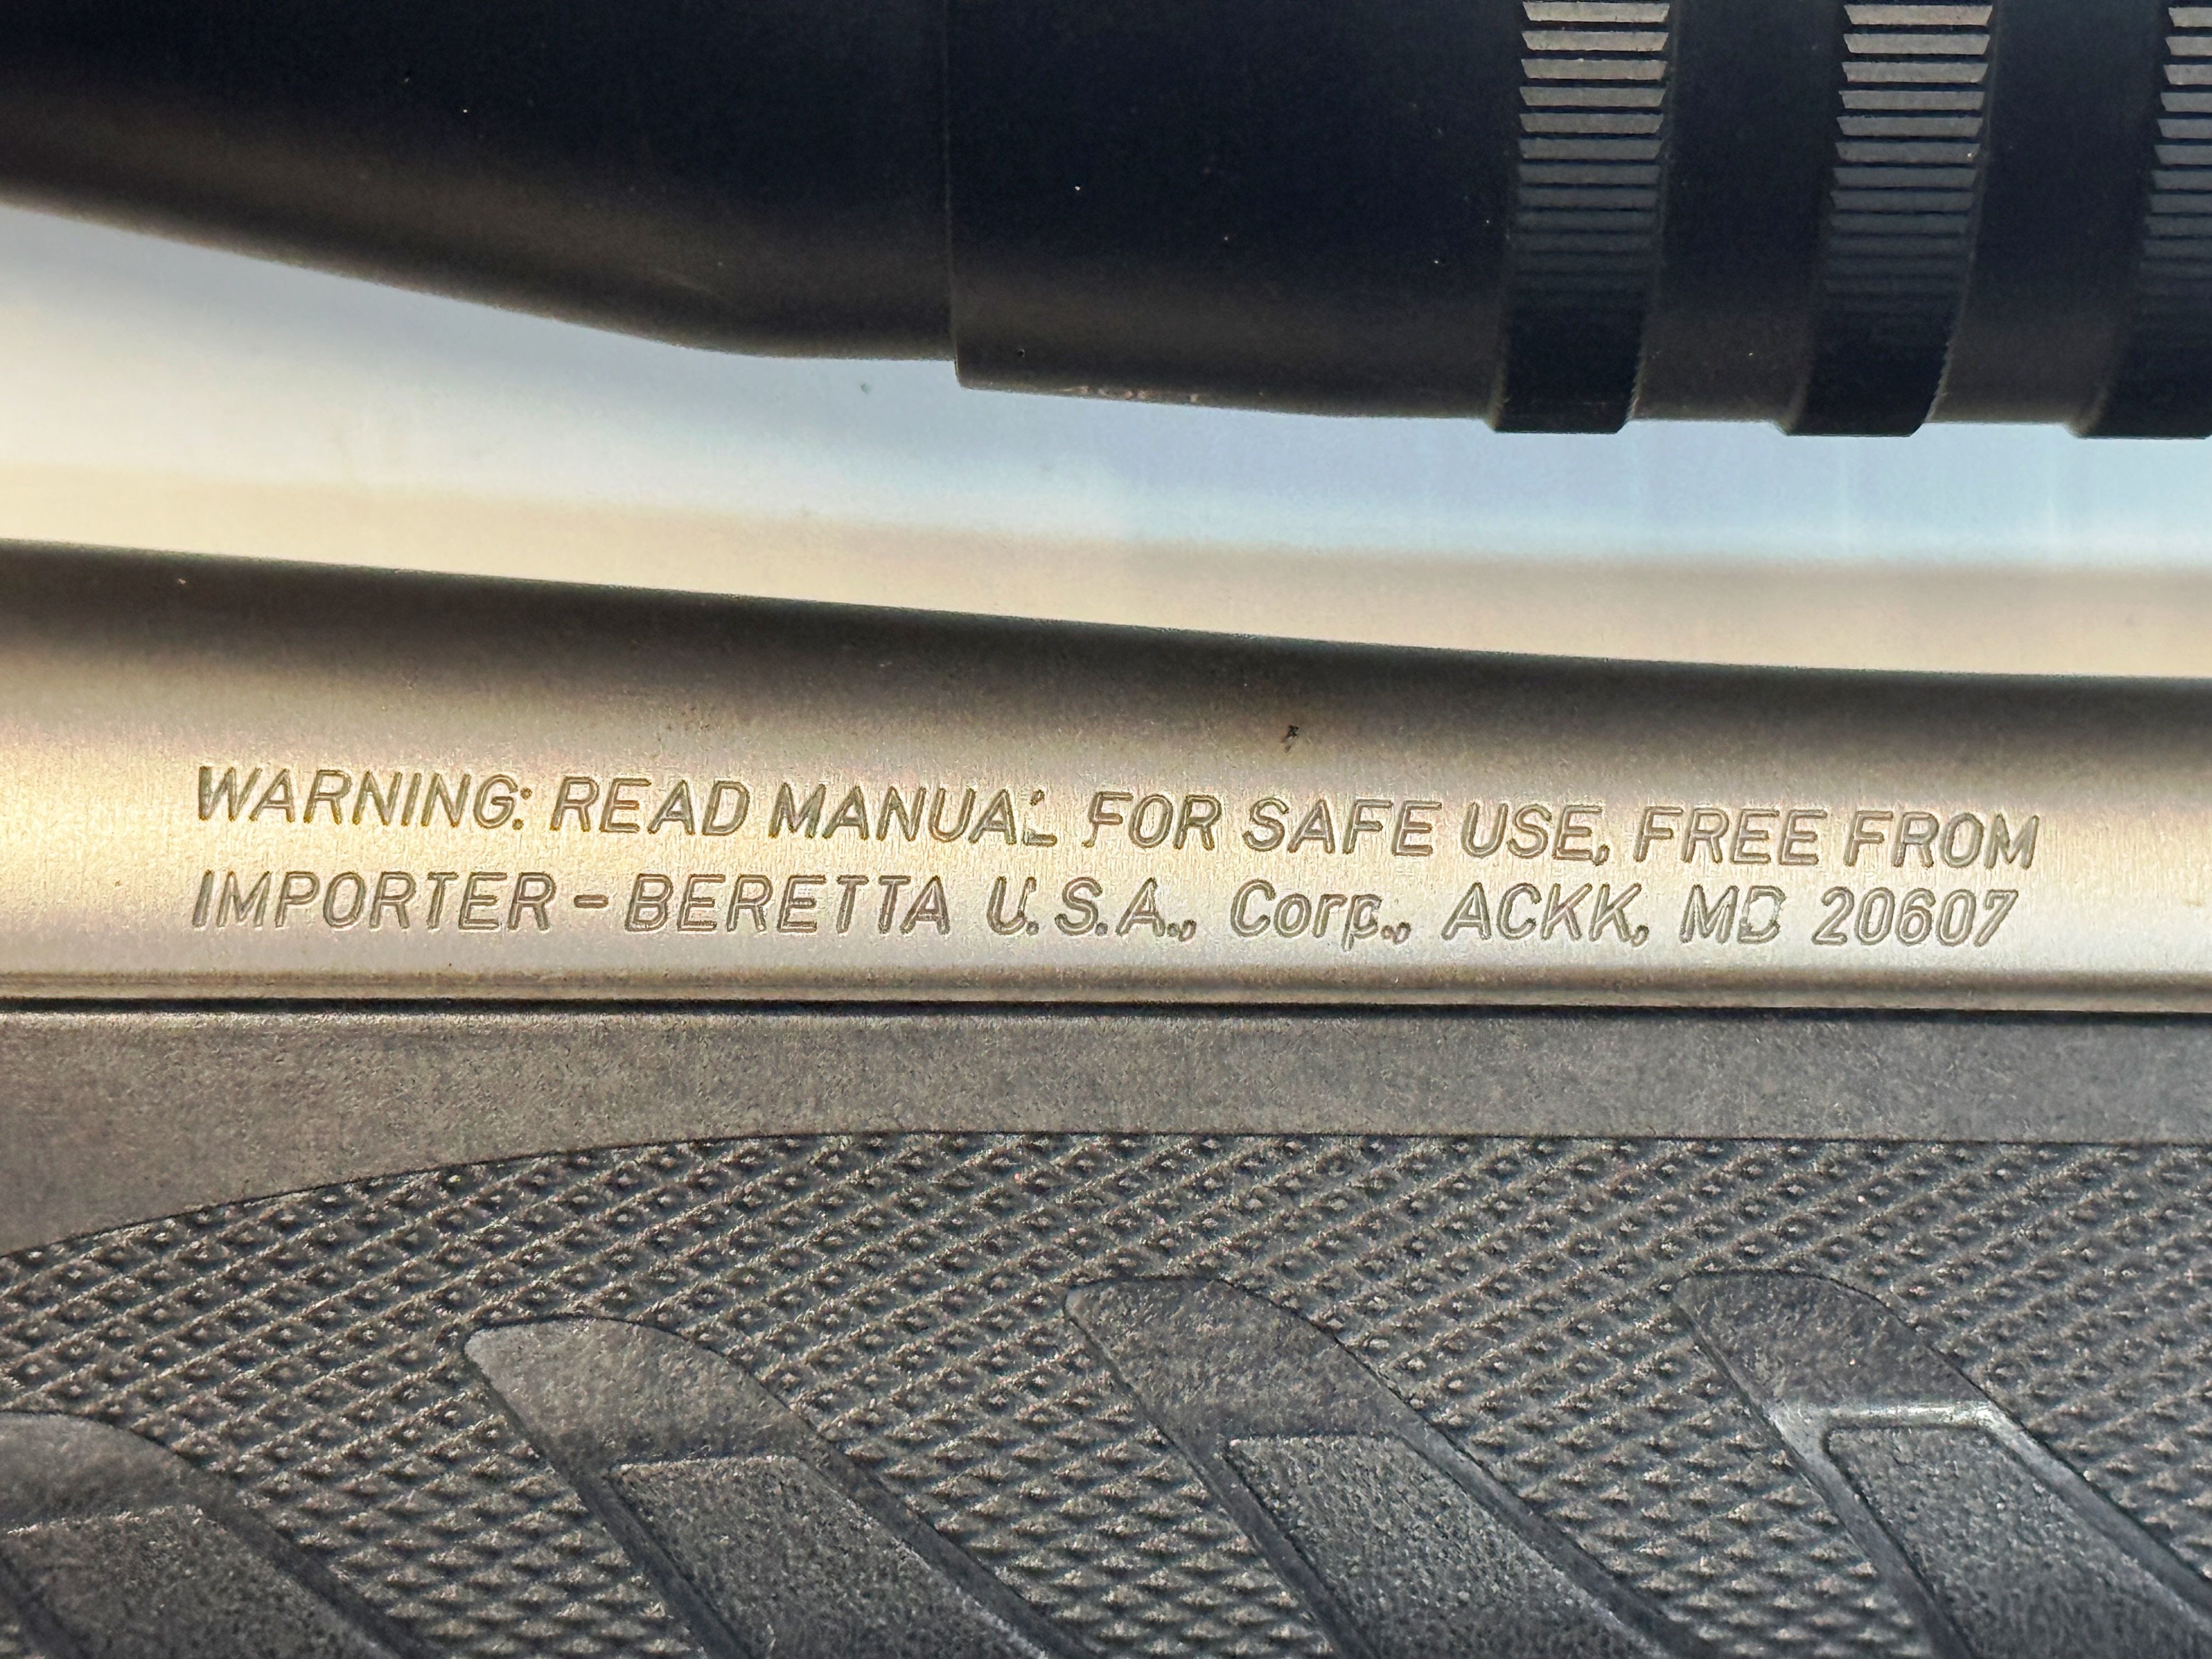 WARNING: READ MANUAL FOR SAFE USE, FREE FROM
IMPORTER - BERETTA U.S.A., Corp., ACKK, MD 20607